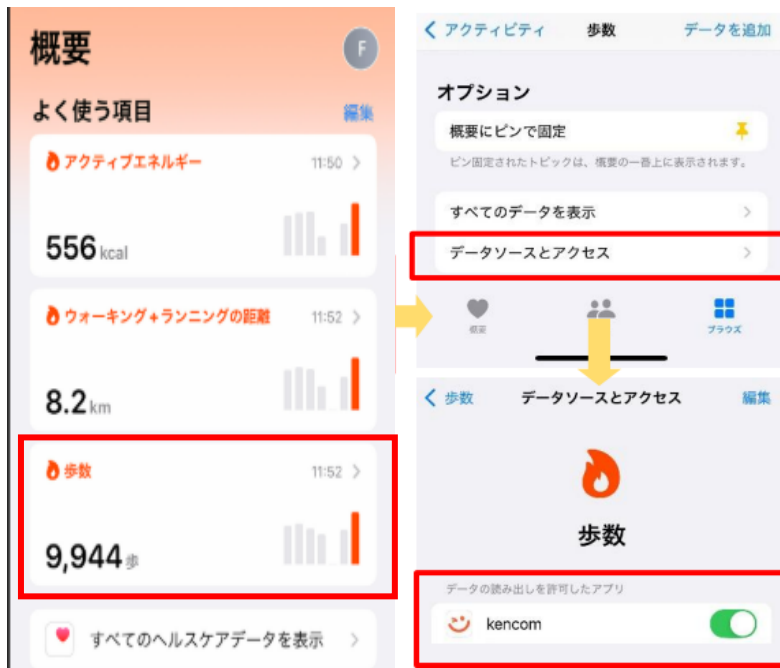 概要
F
よく使う項目 編集
アクティブエネルギー 11:50
556 kcal
ウォーキング+ランニングの距離 11:52
8.2 km
歩数 11:52
9,944 歩
すべてのヘルスケアデータを表示
アクティビティ 歩数 データを追加
オプション
概要にピンで固定
ピン固定されたトピックは、概要の一番上に表示されます。
すべてのデータを表示
データソースとアクセス
概要 ブラウズ
歩数 データソースとアクセス 編集
歩数
データの読み出しを許可したアプリ
kencom